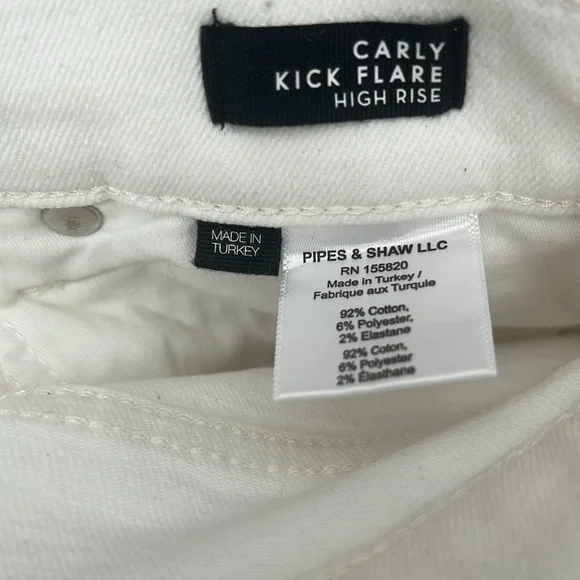 CARLY
KICK FLARE
HIGH RISE
MADE IN
TURKEY
PIPES & SHAW LLC
RN 155820
Made in Turkey /
Fabrique aux Turquie
92% Cotton,
6% Polyester,
2% Elastane
92% Coton,
6% Polyester
2% Élasthane